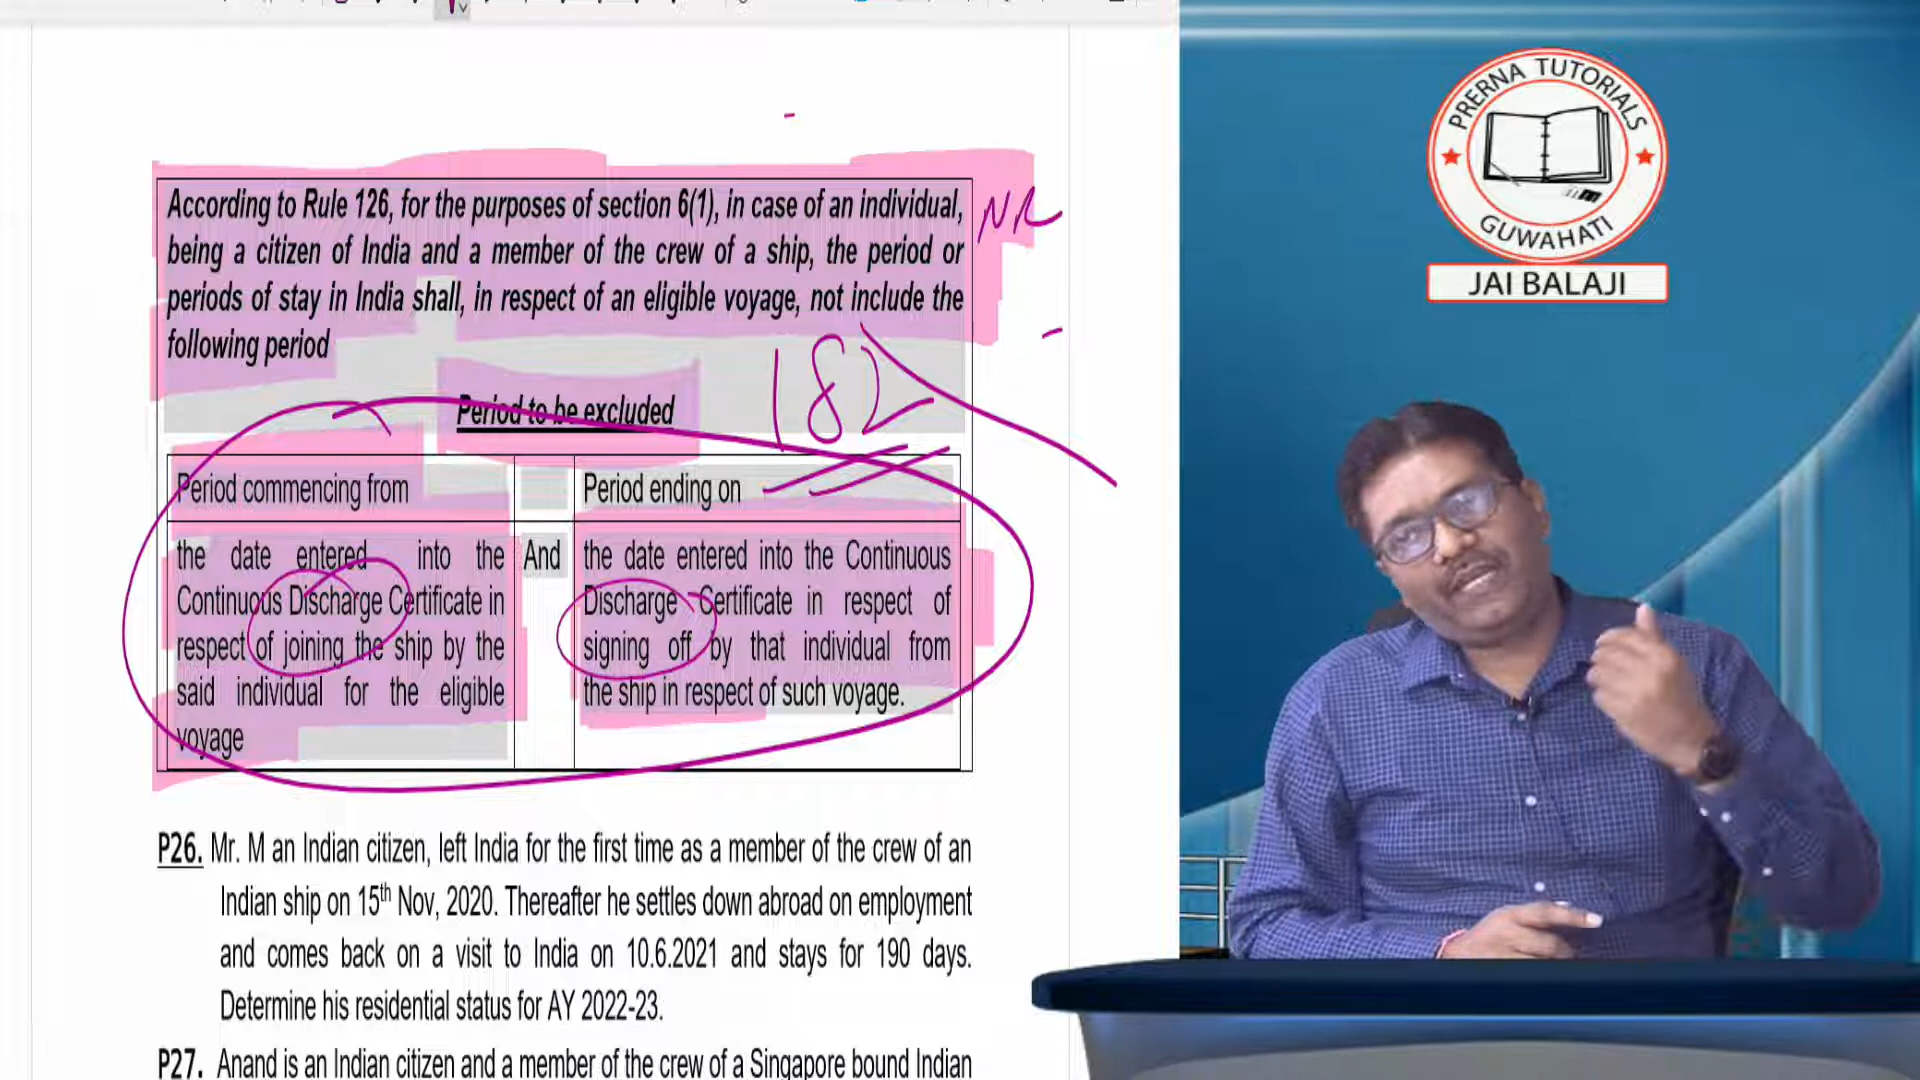 According to Rule 126, for the purposes of section 6(1), in case of an individual,
being a citizen of India and a member of the crew of a ship, the period or
periods of stay in India shall, in respect of an eligible voyage, not include the
following period
NR
182
Period to be excluded
Period commencing from
Period ending on
the date entered into the
Continuous Discharge Certificate in
respect of joining the ship by the
said individual for the eligible
voyage
And
the date entered into the Continuous
Discharge Certificate in respect of
signing off by that individual from
the ship in respect of such voyage.
P26. Mr. M an Indian citizen, left India for the first time as a member of the crew of an
Indian ship on 15th Nov, 2020. Thereafter he settles down abroad on employment
and comes back on a visit to India on 10.6.2021 and stays for 190 days.
Determine his residential status for AY 2022-23.
P27. Anand is an Indian citizen and a member of the crew of a Singapore bound Indian
PRERNA TUTORIALS
GUWAHATI
JAI BALAJI